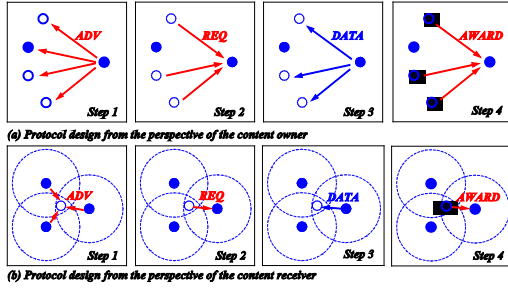 ADV REQ DATA AWARD
Step 1 Step 2 Step 3 Step 4
(a) Protocol design from the perspective of the content owner
ADV REQ DATA AWARD
Step 1 Step 2 Step 3 Step 4
(b) Protocol design from the perspective of the content receiver